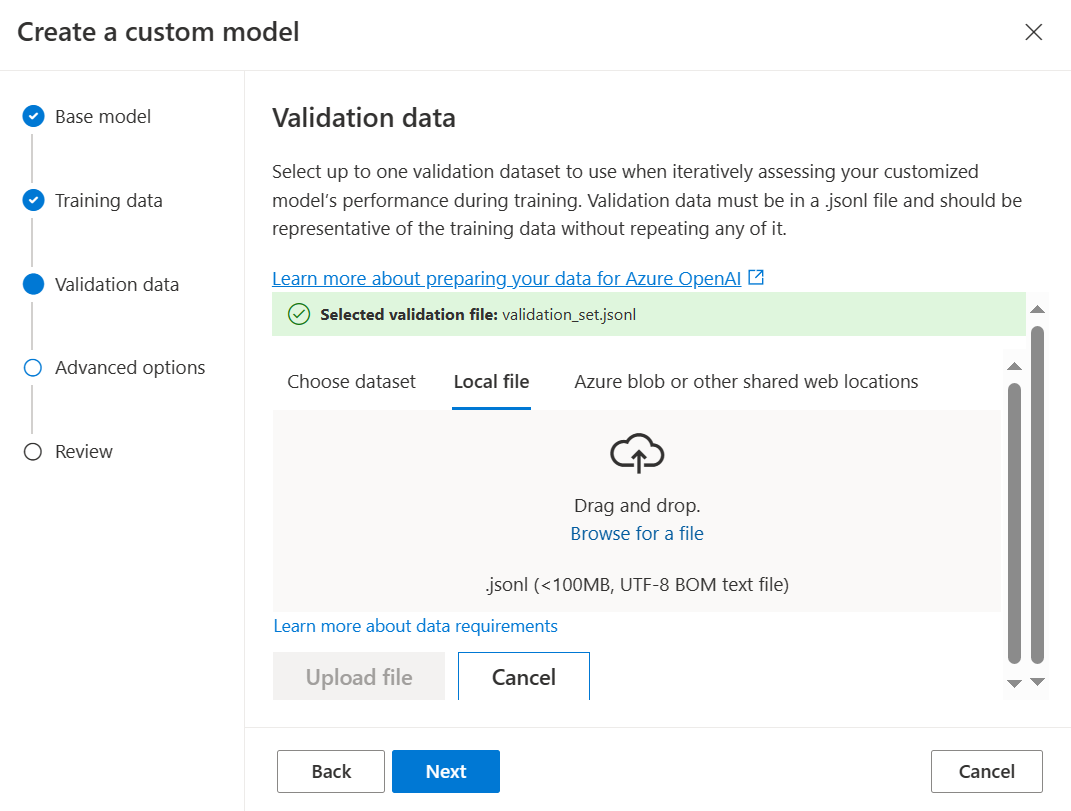 Create a custom model
Base model
Training data
Validation data
Advanced options
Review
Validation data
Select up to one validation dataset to use when iteratively assessing your customized
model's performance during training. Validation data must be in a .jsonl file and should be
representative of the training data without repeating any of it.
Learn more about preparing your data for Azure OpenAI
Selected validation file: validation_set.jsonl
Choose dataset Local file Azure blob or other shared web locations
Drag and drop.
Browse for a file
.jsonl (<100MB, UTF-8 BOM text file)
Learn more about data requirements
Upload file Cancel
Back Next Cancel